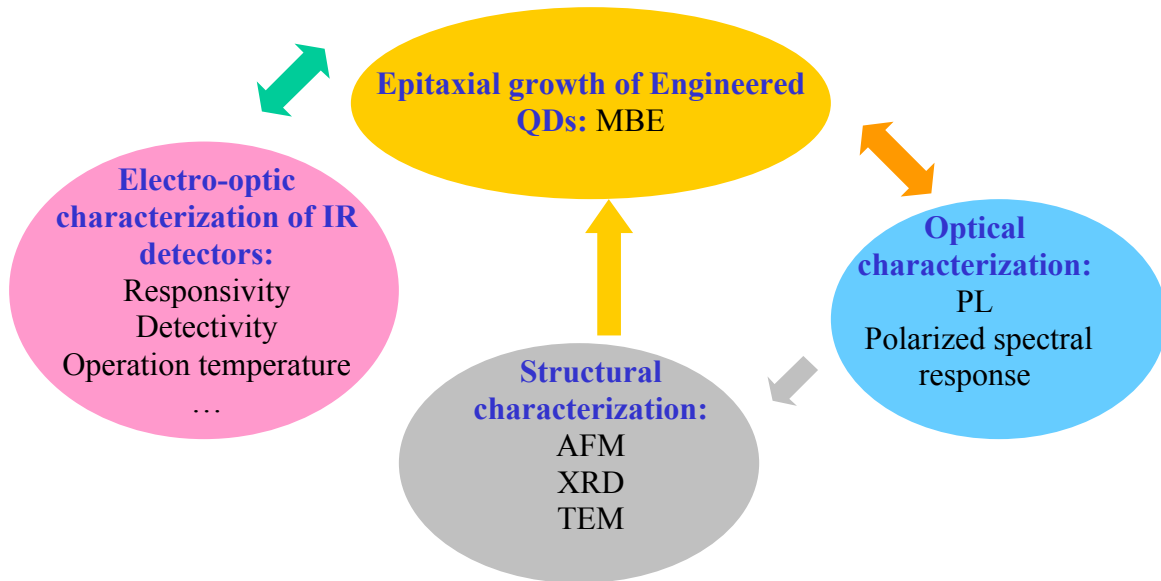 Epitaxial growth of Engineered
QDs: MBE
Electro-optic
characterization of IR
detectors:
Responsivity
Detectivity
Operation temperature
…
Optical
characterization:
PL
Polarized spectral
response
Structural
characterization:
AFM
XRD
TEM